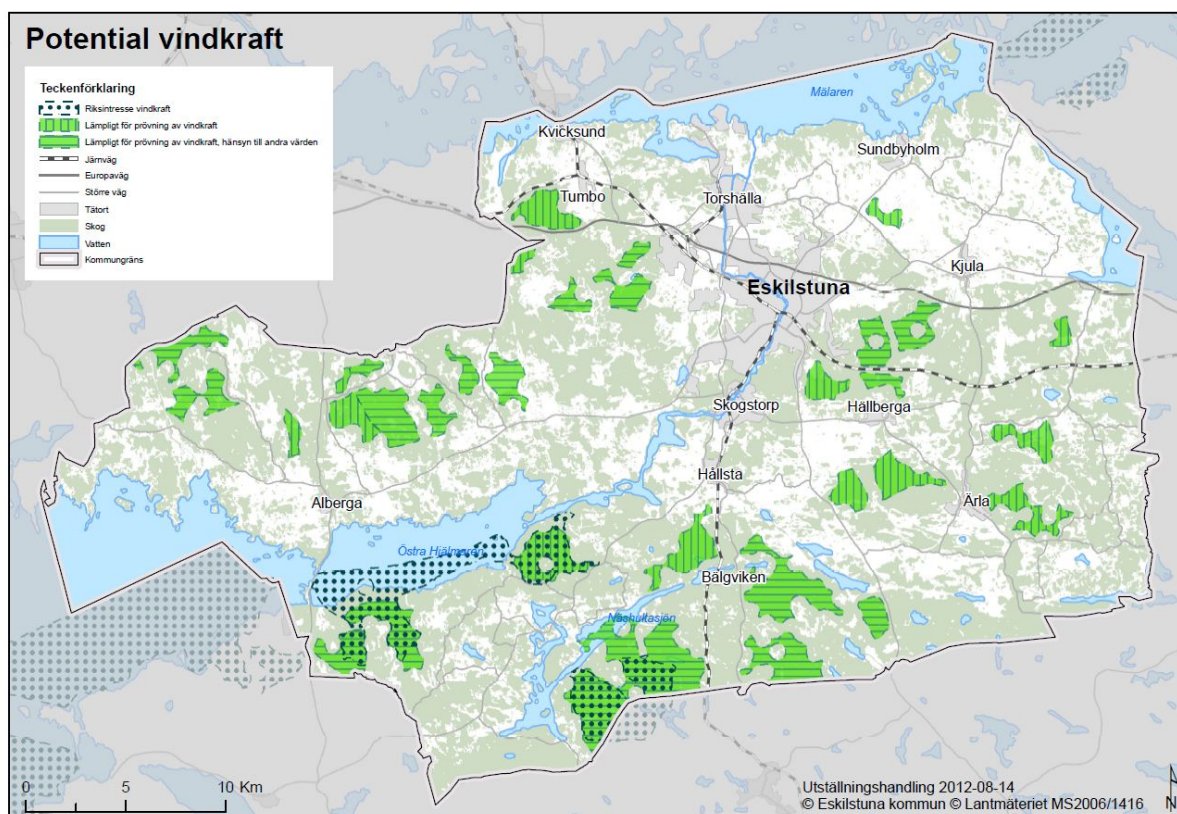 Potential vindkraft
Teckenförklaring
Riksintresse vindkraft
Lämpligt för prövning av vindkraft
Lämpligt för prövning av vindkraft, hänsyn till andra värden
Järnväg
Europaväg
Större väg
Tätort
Skog
Vatten
Kommungräns
Mälaren
Kvicksund
Sundbyholm
Tumbo
Torshälla
Kjula
Eskilstuna
Skogstorp
Hällberga
Hållsta
Alberga
Ärla
Östra Hjälmaren
Bälgviken
Näshultasjön
0 5 10 Km
Utställningshandling 2012-08-14
© Eskilstuna kommun © Lantmäteriet MS2006/1416
N